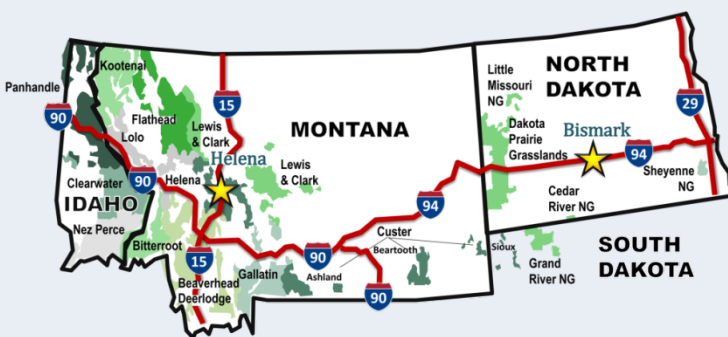 Kootenai
Panhandle
90
Flathead
Lolo
15
Lewis
& Clark
Helena
MONTANA
Lewis
& Clark
Clearwater
90
Helena
IDAHO
Nez Perce
Bitterroot
15
Beaverhead
Deerlodge
Gallatin
90
Ashland
Custer
Beartooth
94
90
Sioux
Little
Missouri
NG
NORTH
DAKOTA
29
Dakota
Prairie
Grasslands
Bismark
94
Sheyenne
NG
Cedar
River NG
SOUTH
DAKOTA
Grand
River NG